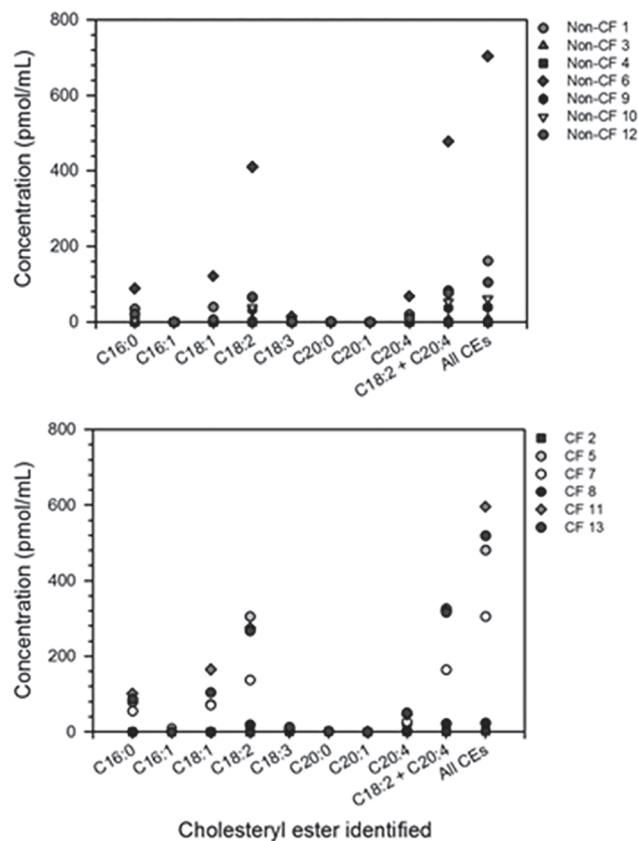 800
600
400
200
0
Concentration (pmol/mL)
C16:0
C16:1
C18:1
C18:2
C18:3
C20:0
C20:1
C20:4
C18:2 + C20:4
All CEs
Non-CF 1
Non-CF 3
Non-CF 4
Non-CF 6
Non-CF 9
Non-CF 10
Non-CF 12
800
600
400
200
0
Concentration (pmol/mL)
C16:0
C16:1
C18:1
C18:2
C18:3
C20:0
C20:1
C20:4
C18:2 + C20:4
All CEs
CF 2
CF 5
CF 7
CF 8
CF 11
CF 13
Cholesteryl ester identified